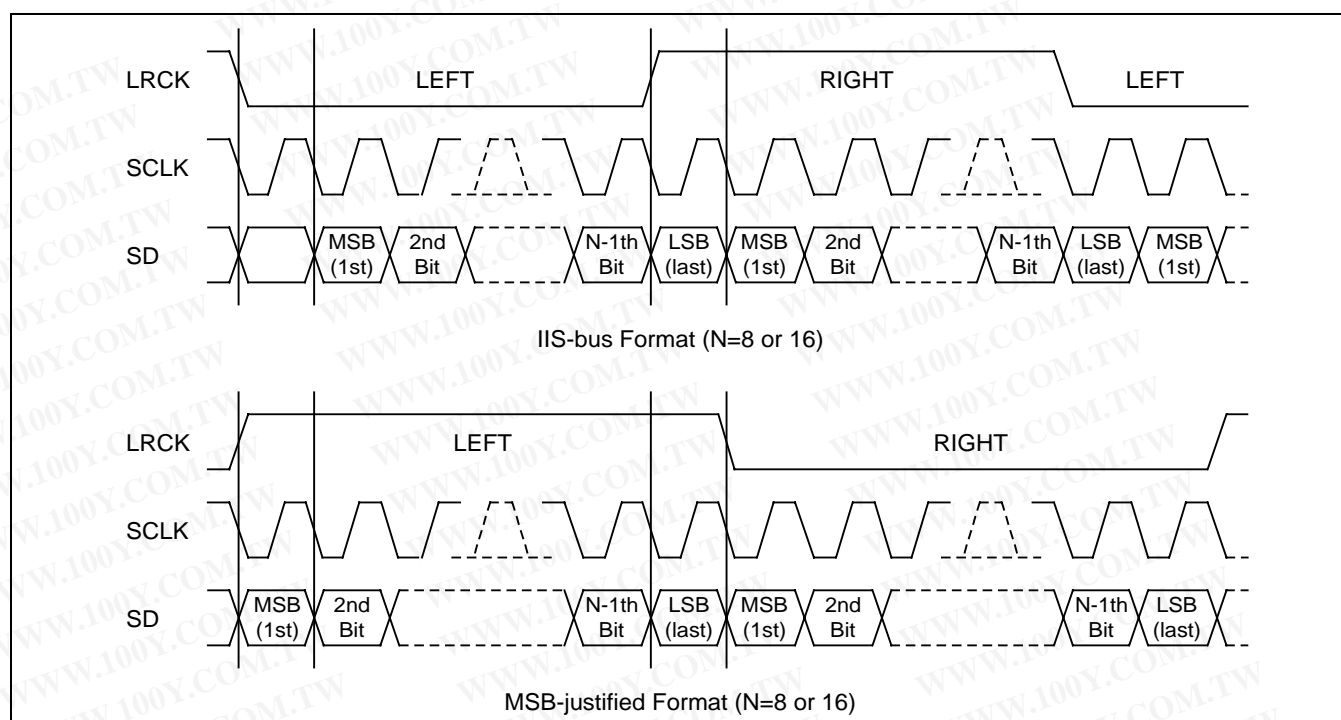 LRCK LEFT RIGHT LEFT
SCLK
SD MSB (1st) 2nd Bit N-1th Bit LSB (last) MSB (1st) 2nd Bit N-1th Bit LSB (last) MSB (1st)
IIS-bus Format (N=8 or 16)
LRCK LEFT RIGHT
SCLK
SD MSB (1st) 2nd Bit N-1th Bit LSB (last) MSB (1st) 2nd Bit N-1th Bit LSB (last)
MSB-justified Format (N=8 or 16)
WWW.100Y.COM.TW